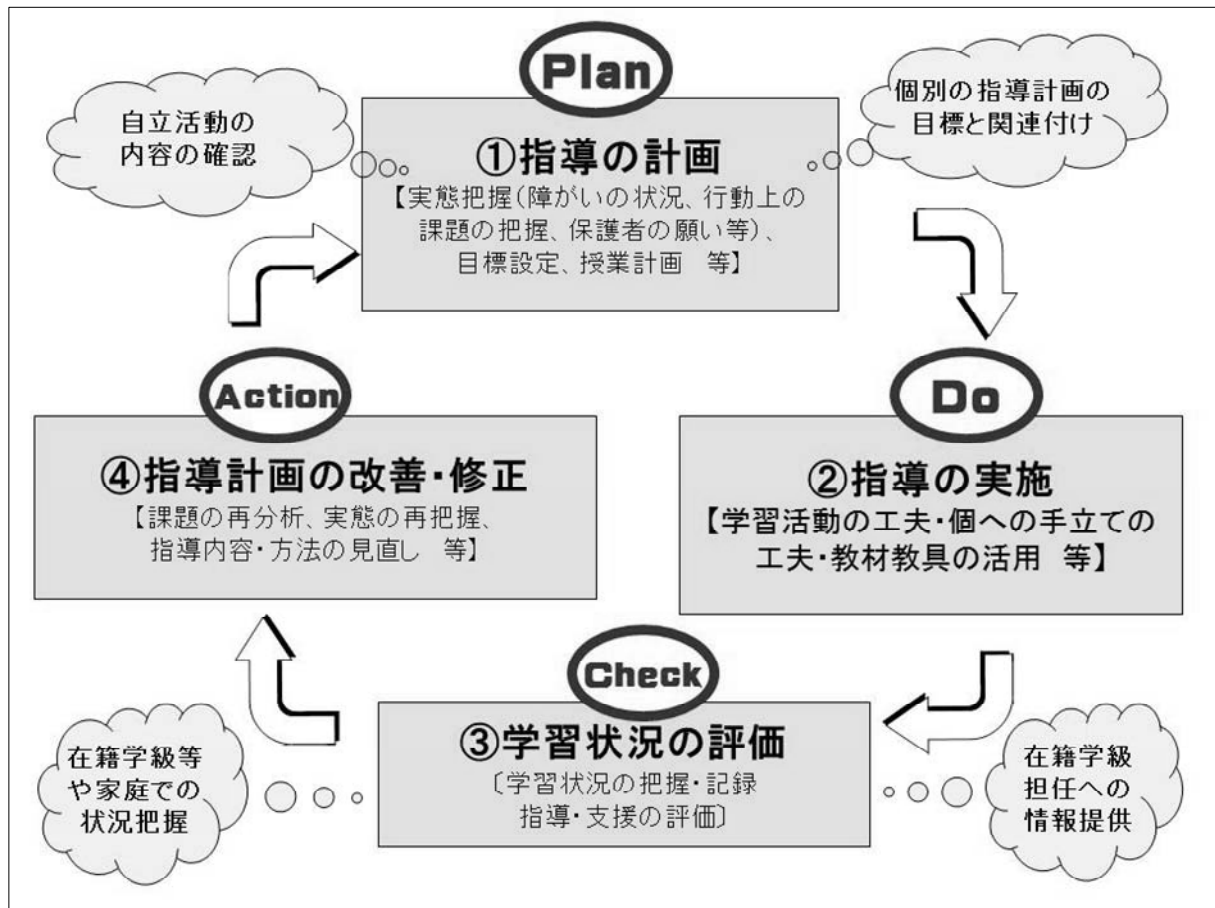 Plan
自立活動の
内容の確認
個別の指導計画の
目標と関連付け
①指導の計画
【実態把握(障がいの状況、行動上の
課題の把握、保護者の願い等)、
目標設定、授業計画　等】
Do
②指導の実施
【学習活動の工夫・個への手立ての
工夫・教材教具の活用　等】
Check
③学習状況の評価
〔学習状況の把握・記録
指導・支援の評価〕
在籍学級
担任への
情報提供
在籍学級等
や家庭での
状況把握
Action
④指導計画の改善・修正
【課題の再分析、実態の再把握、
指導内容・方法の見直し　等】